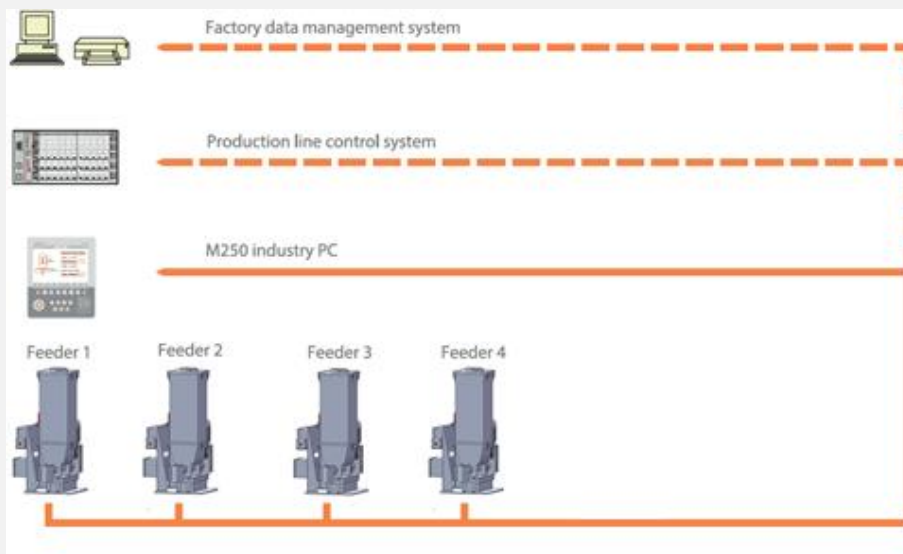 Factory data management system
Production line control system
M250 industry PC
Feeder 1
Feeder 2
Feeder 3
Feeder 4